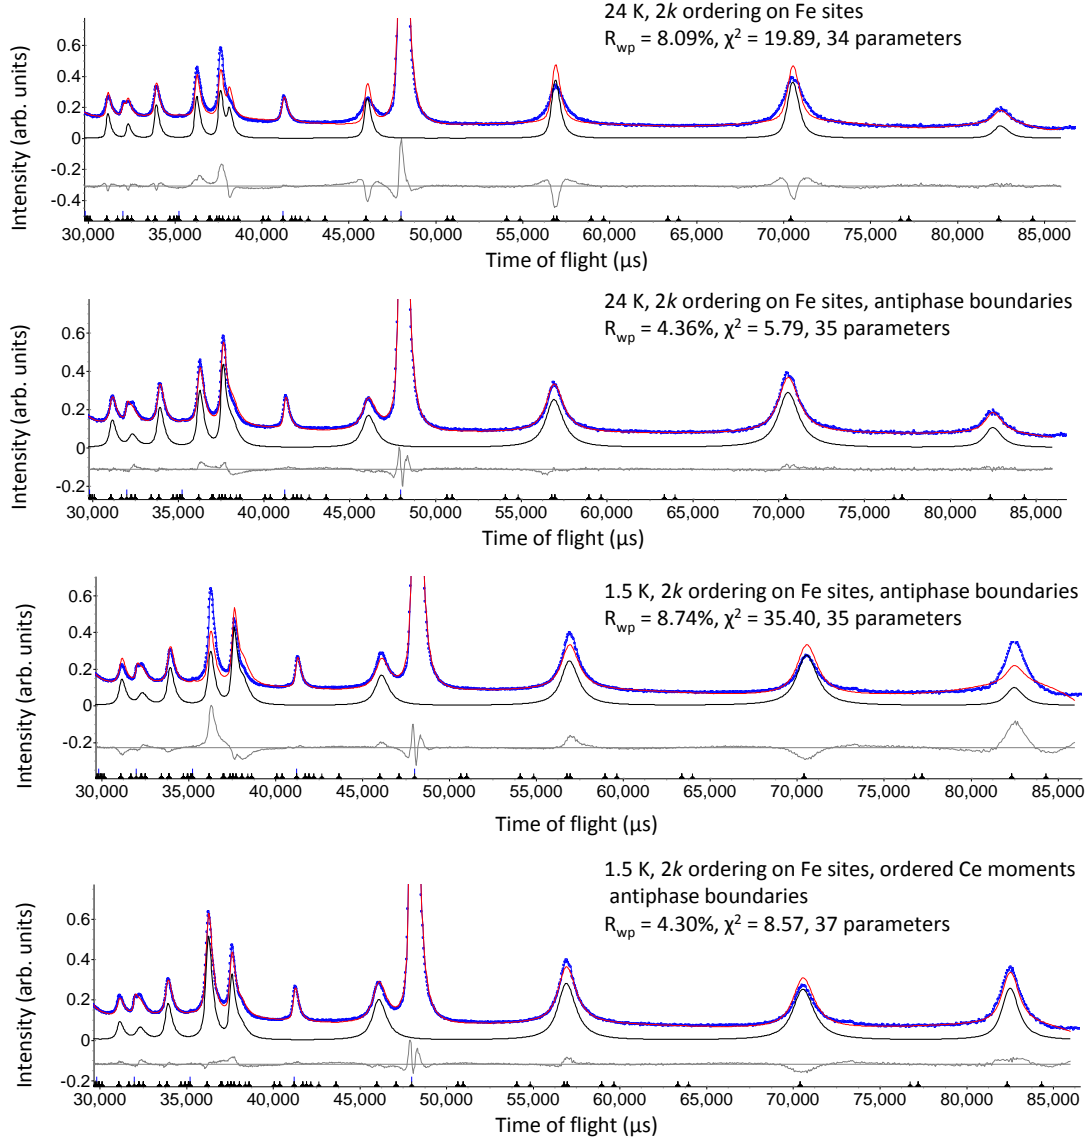 24 K, 2k ordering on Fe sites
Rwp = 8.09%, χ² = 19.89, 34 parameters
Intensity (arb. units)
0.6
0.4
0.2
0
-0.2
-0.4
30,000 35,000 40,000 45,000 50,000 55,000 60,000 65,000 70,000 75,000 80,000 85,000
Time of flight (μs)
24 K, 2k ordering on Fe sites, antiphase boundaries
Rwp = 4.36%, χ² = 5.79, 35 parameters
Intensity (arb. units)
0.6
0.4
0.2
0
-0.2
30,000 35,000 40,000 45,000 50,000 55,000 60,000 65,000 70,000 75,000 80,000 85,000
Time of flight (μs)
1.5 K, 2k ordering on Fe sites, antiphase boundaries
Rwp = 8.74%, χ² = 35.40, 35 parameters
Intensity (arb. units)
0.6
0.4
0.2
0
-0.2
30,000 35,000 40,000 45,000 50,000 55,000 60,000 65,000 70,000 75,000 80,000 85,000
Time of flight (μs)
1.5 K, 2k ordering on Fe sites, ordered Ce moments
antiphase boundaries
Rwp = 4.30%, χ² = 8.57, 37 parameters
Intensity (arb. units)
0.6
0.4
0.2
0
-0.2
30,000 35,000 40,000 45,000 50,000 55,000 60,000 65,000 70,000 75,000 80,000 85,000
Time of flight (μs)